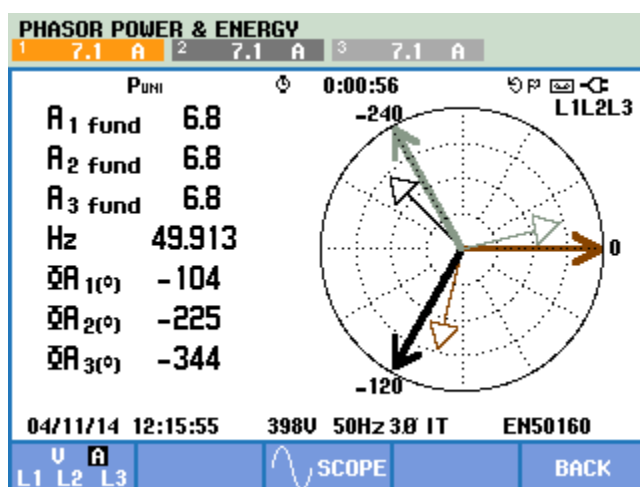 PHASOR POWER & ENERGY
1 7.1 A 2 7.1 A 3 7.1 A
PUNI 0:00:56
L1L2L3
A1 fund 6.8
A2 fund 6.8
A3 fund 6.8
Hz 49.913
ΦA1(°) -104
ΦA2(°) -225
ΦA3(°) -344
-240
0
-120
04/11/14 12:15:55 398V 50Hz 3Ø IT EN50160
V A
L1 L2 L3
SCOPE
BACK